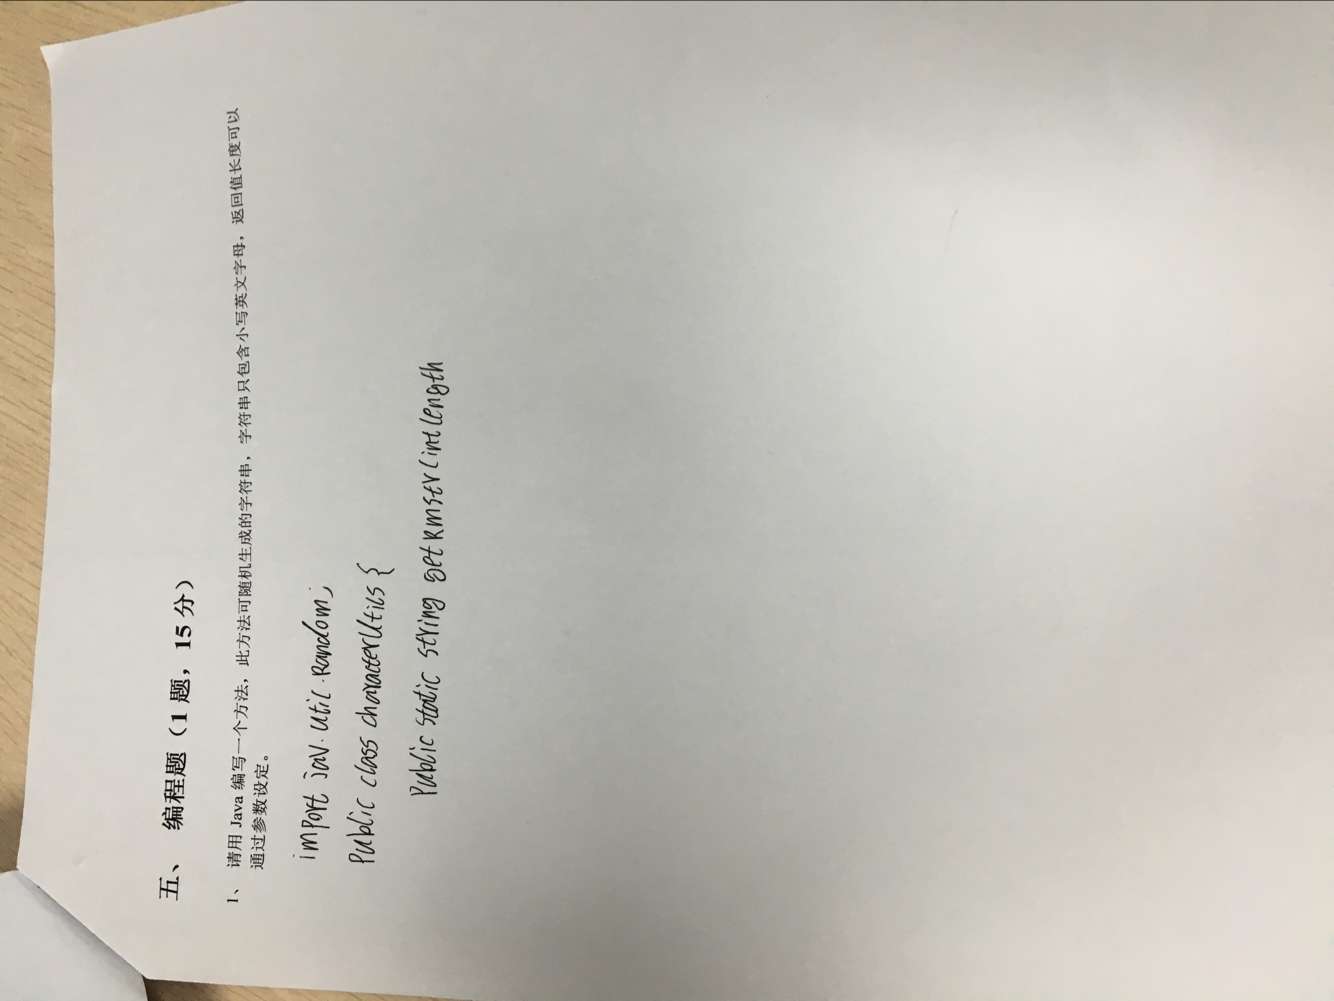 五、 编程题（1 题，15 分）
1、 请用 Java 编写一个方法，此方法可随机生成的字符串，字符串只包含小写英文字母，返回值长度可以
通过参数设定。
import jav.util.Random;
Public class characterUtils {
Public static string getRmstr(int length